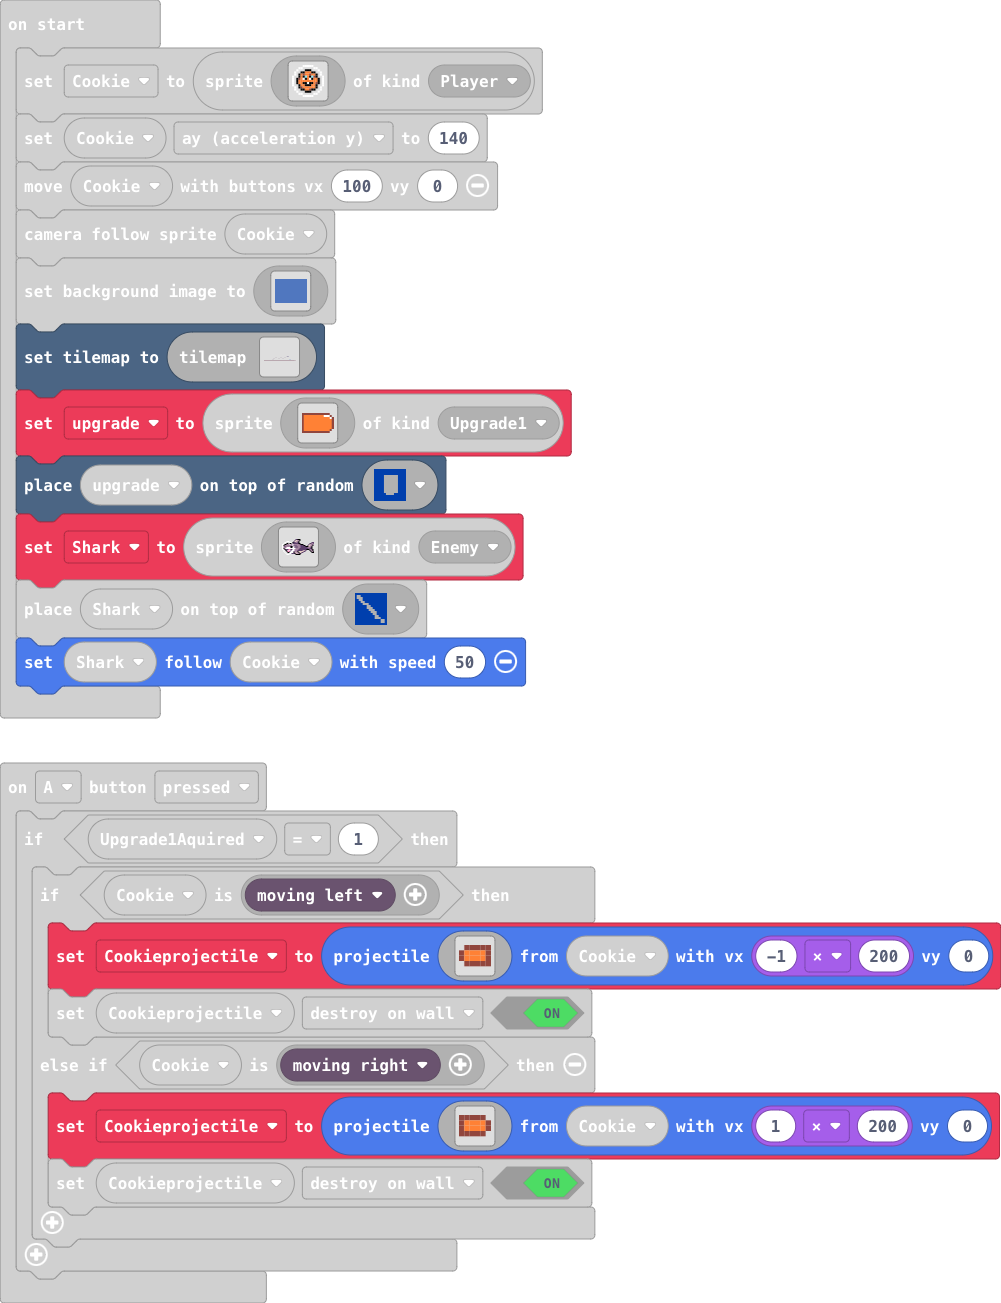 on start
set Cookie to sprite of kind Player
set Cookie ay (acceleration y) to 140
move Cookie with buttons vx 100 vy 0
camera follow sprite Cookie
set background image to
set tilemap to tilemap
set upgrade to sprite of kind Upgrade1
place upgrade on top of random
set Shark to sprite of kind Enemy
place Shark on top of random
set Shark follow Cookie with speed 50
on A button pressed
if Upgrade1Aquired = 1 then
if Cookie is moving left then
set Cookieprojectile to projectile from Cookie with vx -1 × 200 vy 0
set Cookieprojectile destroy on wall ON
else if Cookie is moving right then
set Cookieprojectile to projectile from Cookie with vx 1 × 200 vy 0
set Cookieprojectile destroy on wall ON